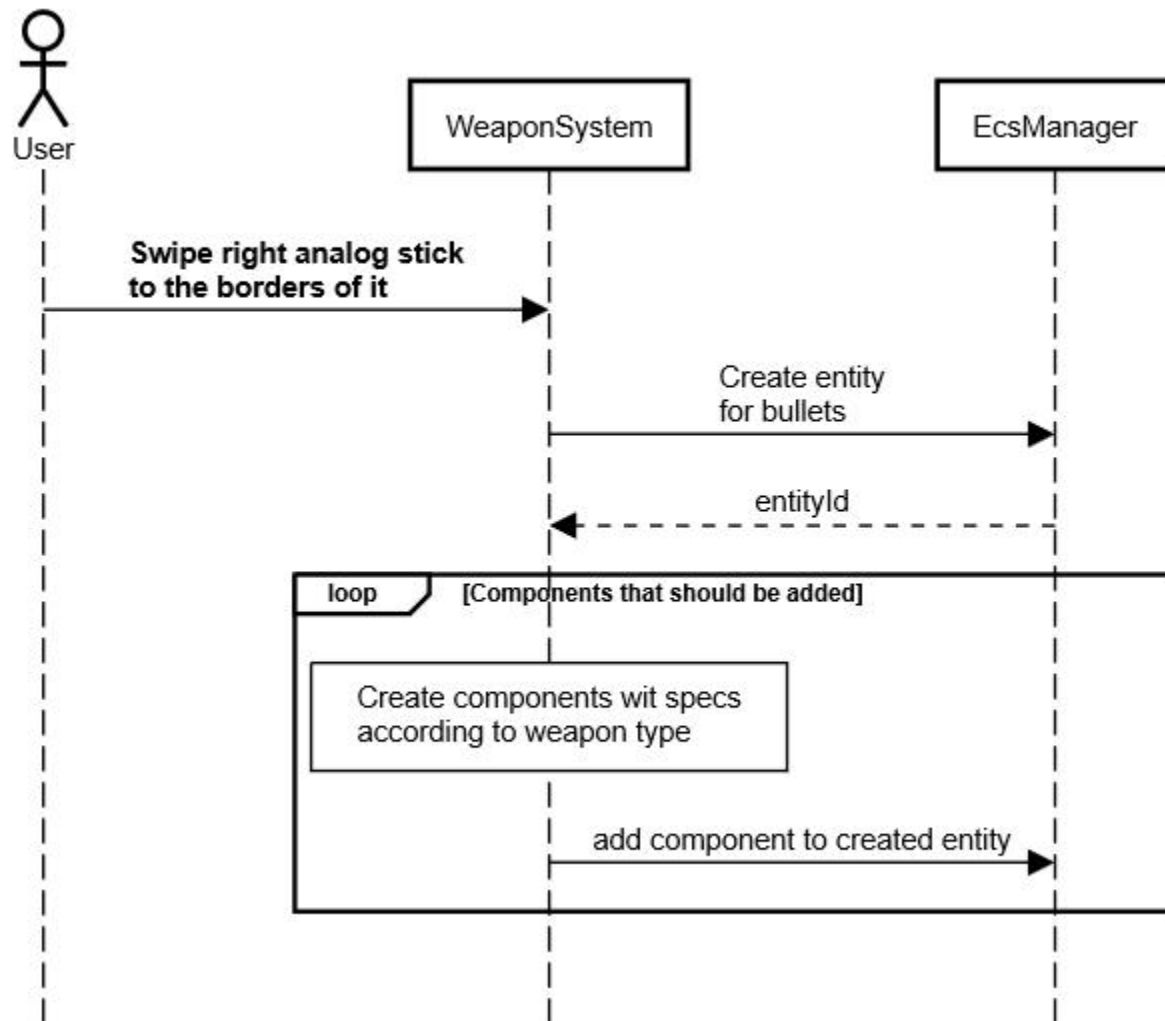 User
WeaponSystem
EcsManager
Swipe right analog stick
to the borders of it
Create entity
for bullets
entityId
loop
[Components that should be added]
Create components wit specs
according to weapon type
add component to created entity